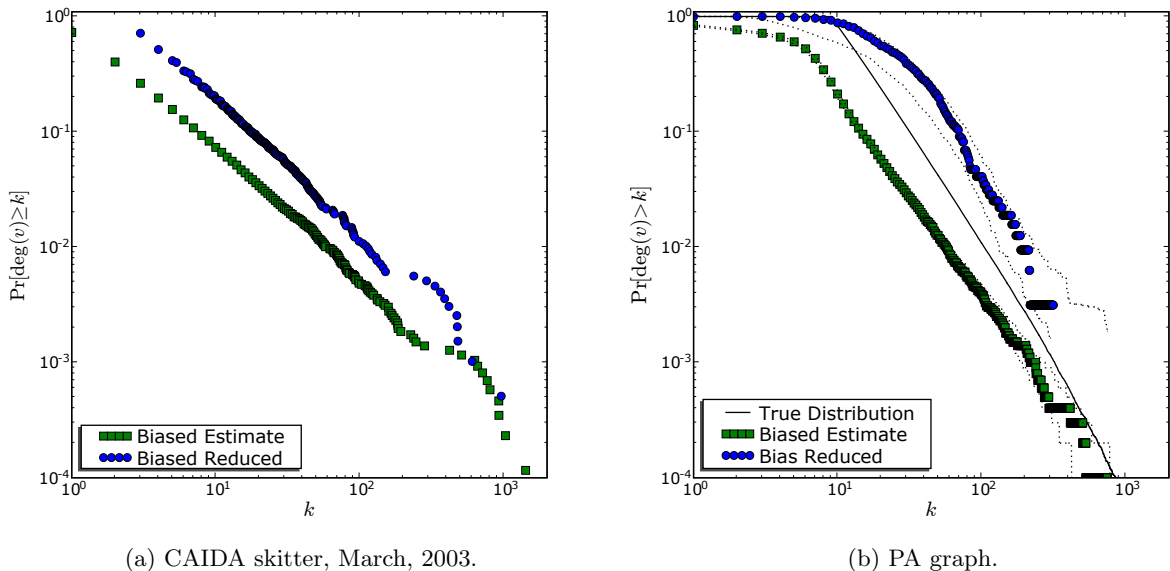 10^0
10^-1
10^-2
10^-3
10^-4
Pr[deg(v)≥k]
Biased Estimate
Biased Reduced
10^0
10^1
10^2
10^3
k
(a) CAIDA skitter, March, 2003.
10^0
10^-1
10^-2
10^-3
10^-4
Pr[deg(v)>k]
True Distribution
Biased Estimate
Bias Reduced
10^0
10^1
10^2
10^3
k
(b) PA graph.